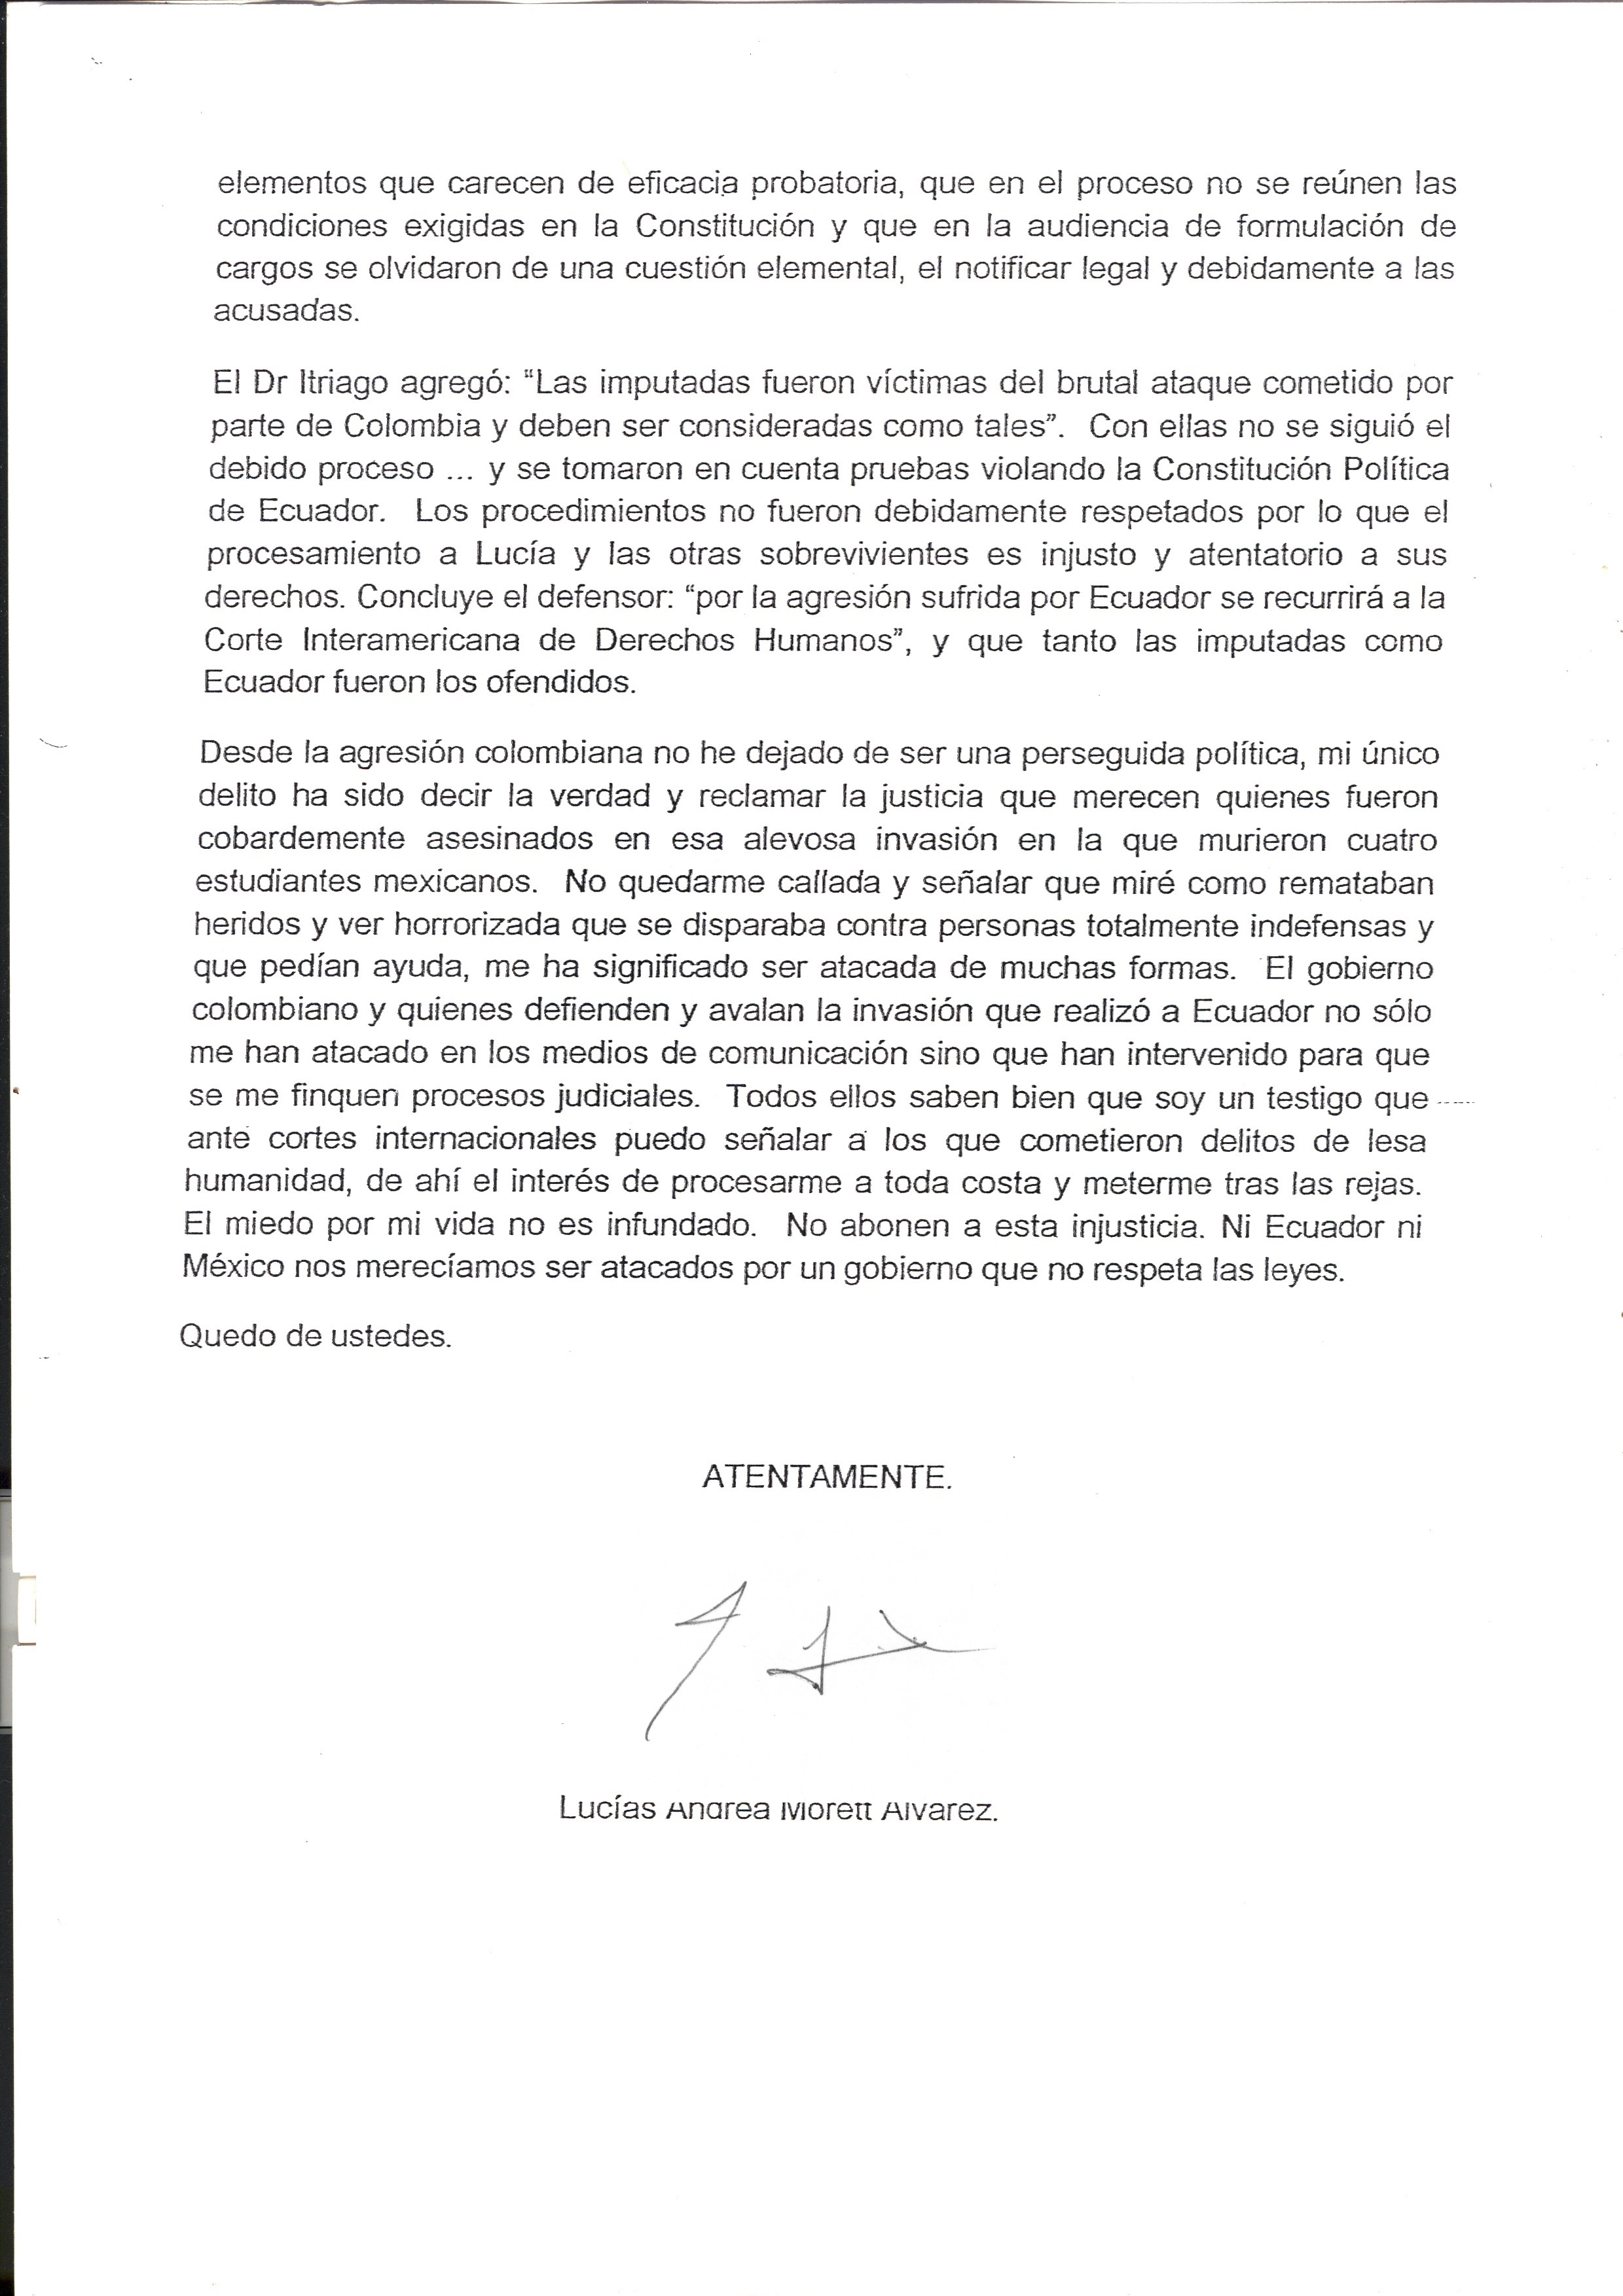 elementos que carecen de eficacia probatoria, que en el proceso no se reúnen las
condiciones exigidas en la Constitución y que en la audiencia de formulación de
cargos se olvidaron de una cuestión elemental, el notificar legal y debidamente a las
acusadas.
El Dr Itriago agregó: “Las imputadas fueron víctimas del brutal ataque cometido por
parte de Colombia y deben ser consideradas como tales”. Con ellas no se siguió el
debido proceso ... y se tomaron en cuenta pruebas violando la Constitución Política
de Ecuador. Los procedimientos no fueron debidamente respetados por lo que el
procesamiento a Lucía y las otras sobrevivientes es injusto y atentatorio a sus
derechos. Concluye el defensor: “por la agresión sufrida por Ecuador se recurrirá a la
Corte Interamericana de Derechos Humanos”, y que tanto las imputadas como
Ecuador fueron los ofendidos.
Desde la agresión colombiana no he dejado de ser una perseguida política, mi único
delito ha sido decir la verdad y reclamar la justicia que merecen quienes fueron
cobardemente asesinados en esa alevosa invasión en la que murieron cuatro
estudiantes mexicanos. No quedarme callada y señalar que miré como remataban
heridos y ver horrorizada que se disparaba contra personas totalmente indefensas y
que pedían ayuda, me ha significado ser atacada de muchas formas. El gobierno
colombiano y quienes defienden y avalan la invasión que realizó a Ecuador no sólo
me han atacado en los medios de comunicación sino que han intervenido para que
se me finquen procesos judiciales. Todos ellos saben bien que soy un testigo que
ante cortes internacionales puedo señalar a los que cometieron delitos de lesa
humanidad, de ahí el interés de procesarme a toda costa y meterme tras las rejas.
El miedo por mi vida no es infundado. No abonen a esta injusticia. Ni Ecuador ni
México nos merecíamos ser atacados por un gobierno que no respeta las leyes.
Quedo de ustedes.
ATENTAMENTE.
Lucías Andrea Morett Alvarez.